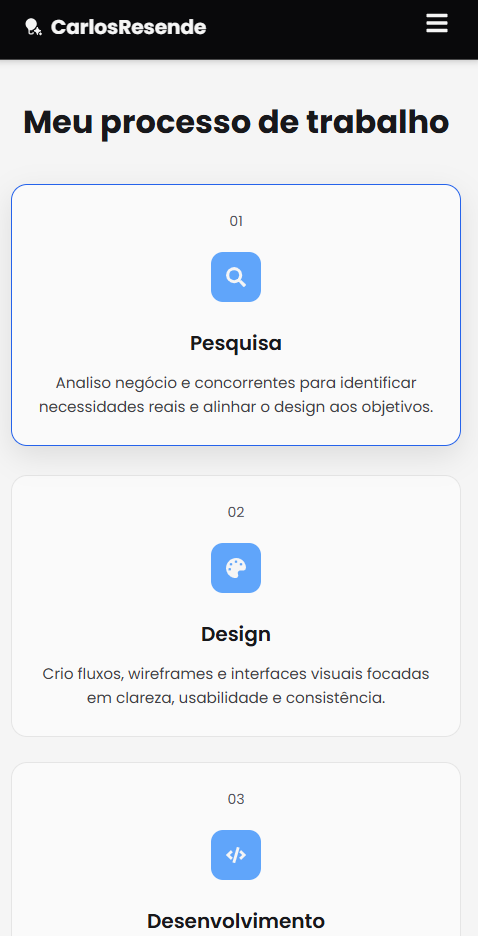 CarlosResende
Meu processo de trabalho
01
Pesquisa
Analiso negócio e concorrentes para identificar
necessidades reais e alinhar o design aos objetivos.
02
Design
Crio fluxos, wireframes e interfaces visuais focadas
em clareza, usabilidade e consistência.
03
Desenvolvimento